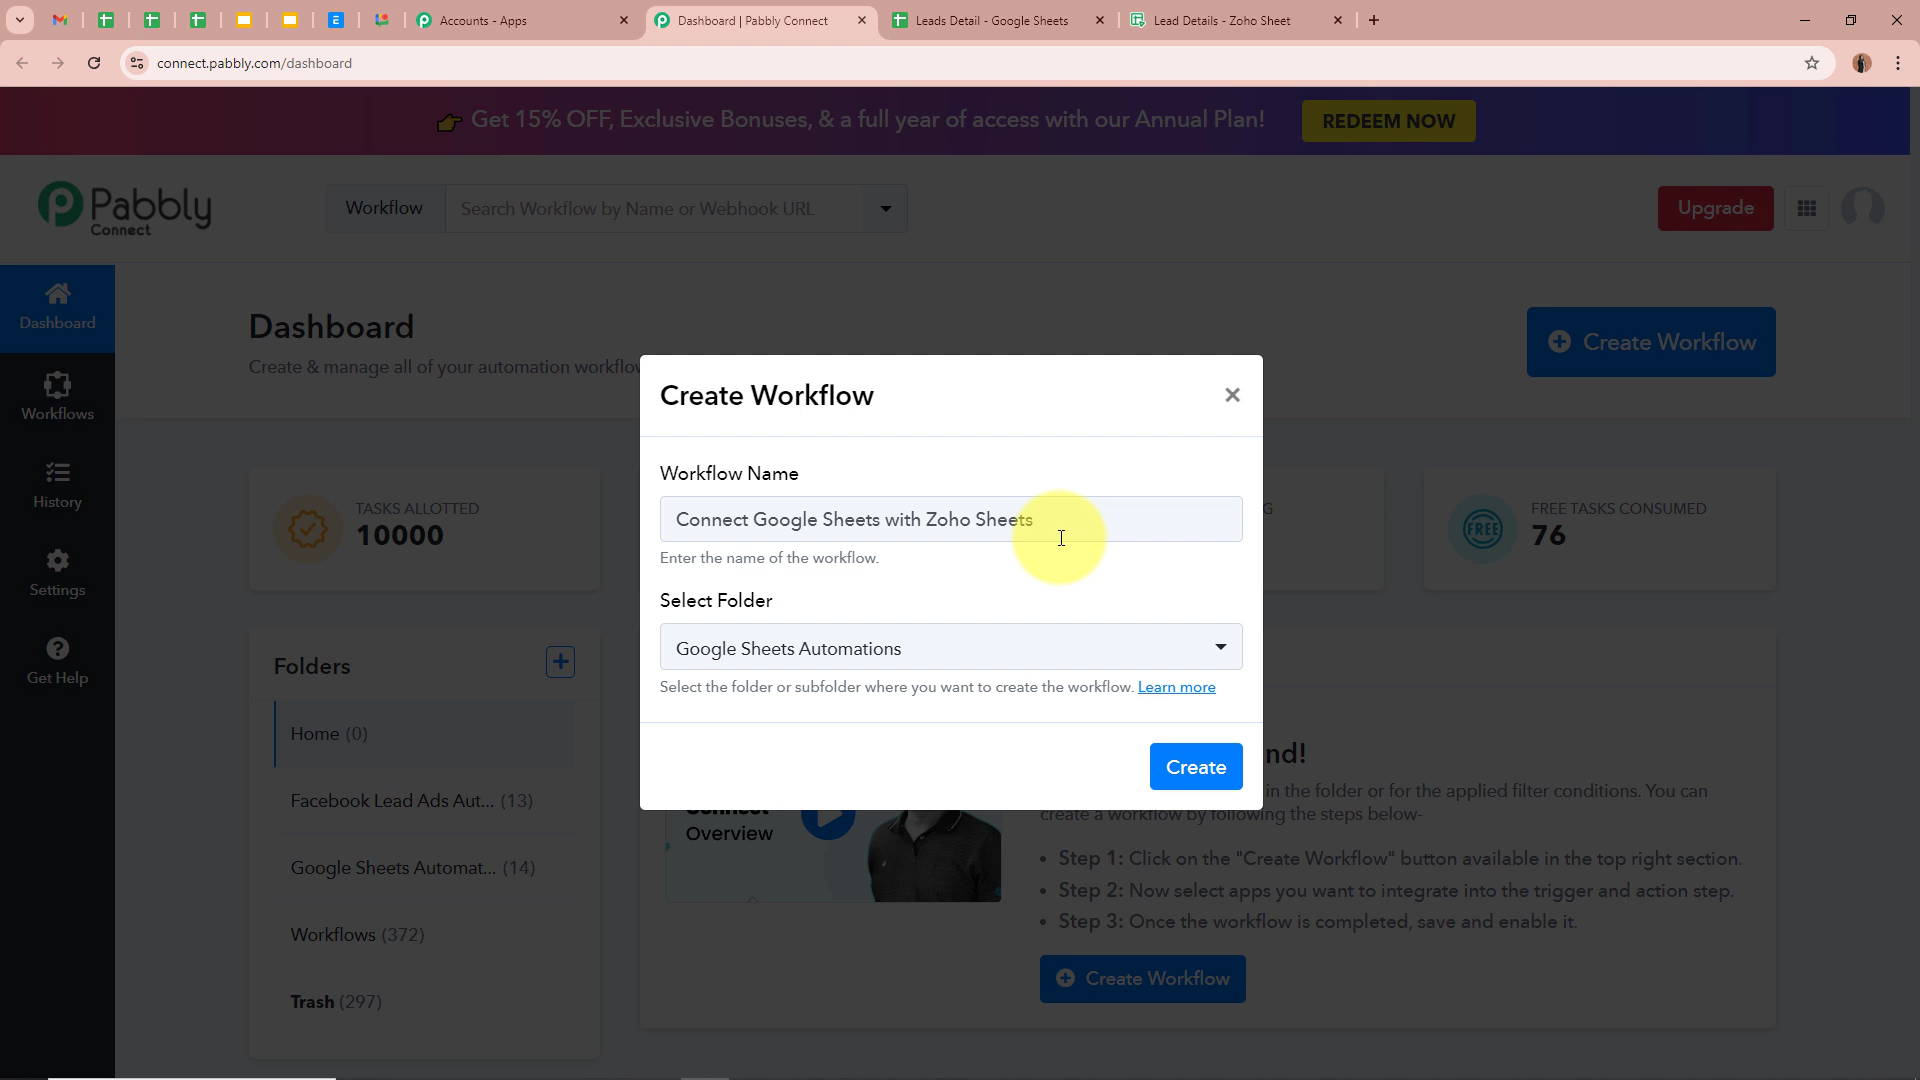 Accounts - Apps
Dashboard | Pabbly Connect
Leads Detail - Google Sheets
Lead Details - Zoho Sheet
connect.pabbly.com/dashboard
Get 15% OFF, Exclusive Bonuses, & a full year of access with our Annual Plan!
REDEEM NOW
Pabbly
Connect
Workflow
Search Workflow by Name or Webhook URL
Upgrade
Dashboard
Workflows
History
Settings
Get Help
Dashboard
Create & manage all of your automation workflow
Create Workflow
TASKS ALLOTTED
10000
G
FREE TASKS CONSUMED
FREE
76
Create Workflow
Workflow Name
Connect Google Sheets with Zoho Sheets
Enter the name of the workflow.
Select Folder
Google Sheets Automations
Select the folder or subfolder where you want to create the workflow. Learn more
Create
Folders
Home (0)
Facebook Lead Ads Aut... (13)
Google Sheets Automat... (14)
Workflows (372)
Trash (297)
Connect
Overview
nd!
in the folder or for the applied filter conditions. You can
create a workflow by following the steps below-
• Step 1: Click on the "Create Workflow" button available in the top right section.
• Step 2: Now select apps you want to integrate into the trigger and action step.
• Step 3: Once the workflow is completed, save and enable it.
Create Workflow